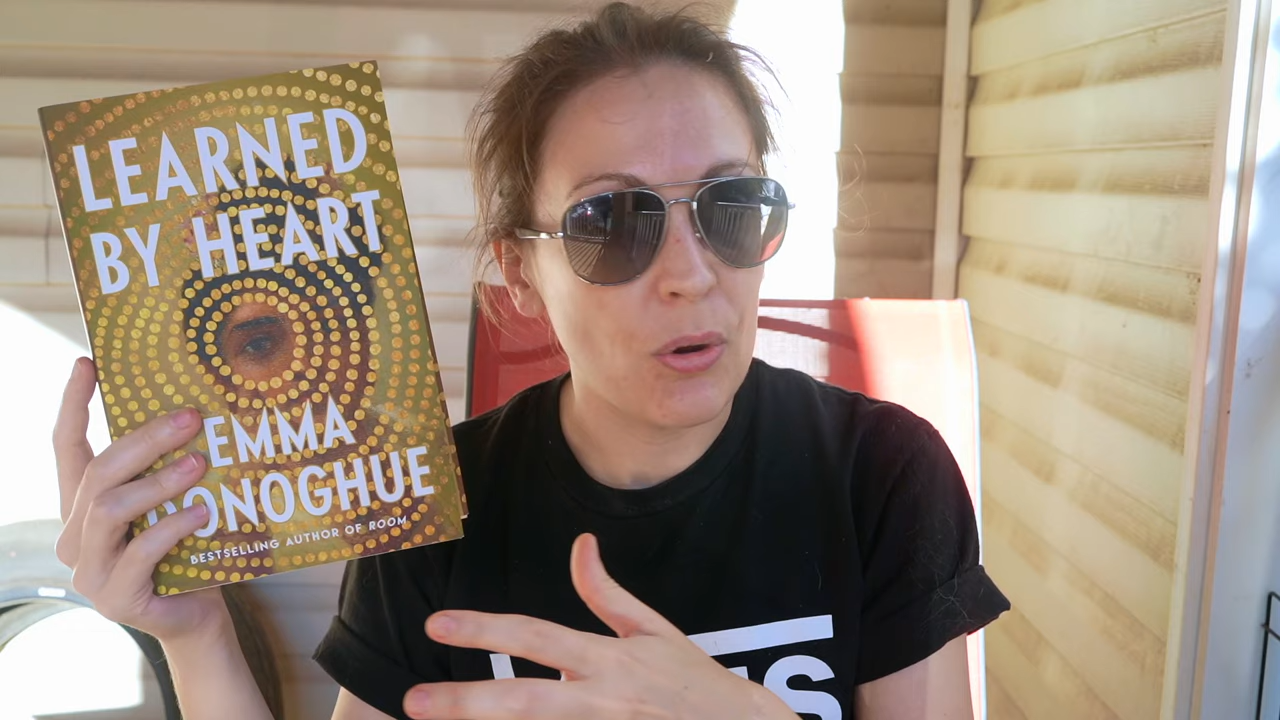 LEARNED
BY HEART
EMMA
DONOGHUE
BESTSELLING AUTHOR OF ROOM